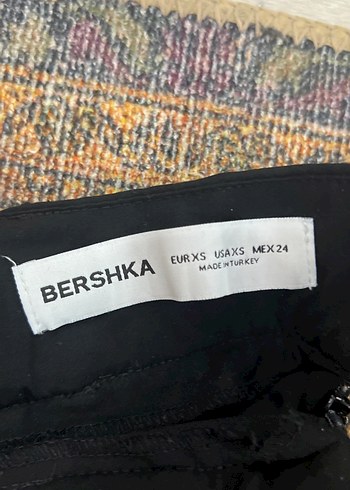 BERSHKA
EUR XS USA XS MEX 24
MADE IN TURKEY